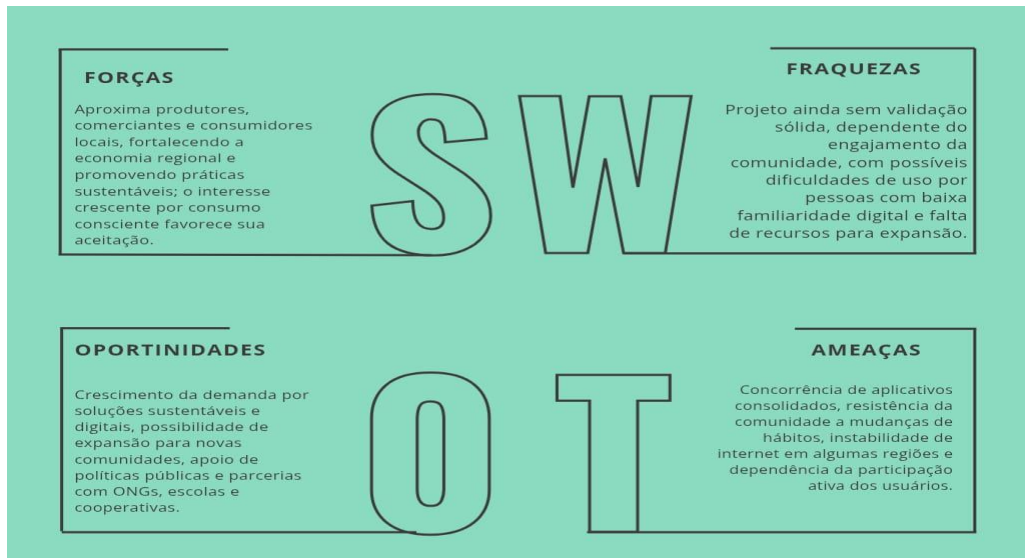 FORÇAS
Aproxima produtores,
comerciantes e consumidores
locais, fortalecendo a
economia regional e
promovendo práticas
sustentáveis; o interesse
crescente por consumo
consciente favorece sua
aceitação.
S
W
FRAQUEZAS
Projeto ainda sem validação
sólida, dependente do
engajamento da
comunidade, com possíveis
dificuldades de uso por
pessoas com baixa
familiaridade digital e falta
de recursos para expansão.
OPORTINIDADES
Crescimento da demanda por
soluções sustentáveis e
digitais, possibilidade de
expansão para novas
comunidades, apoio de
políticas públicas e parcerias
com ONGs, escolas e
cooperativas.
O
T
AMEAÇAS
Concorrência de aplicativos
consolidados, resistência da
comunidade a mudanças de
hábitos, instabilidade de
internet em algumas regiões e
dependência da participação
ativa dos usuários.